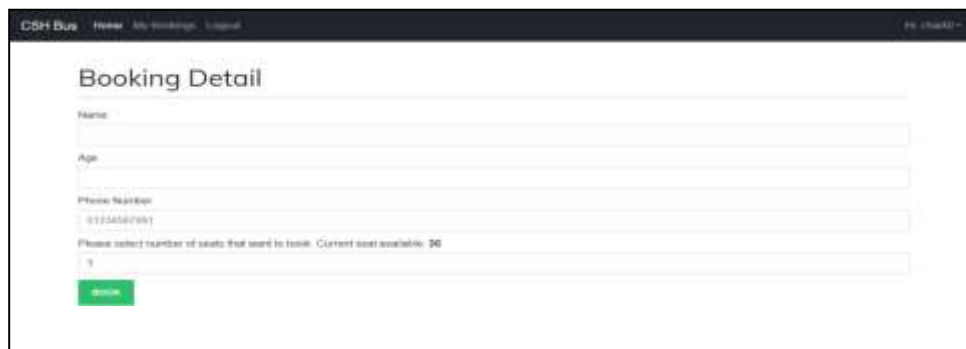 CSH Bus Home My Bookings Logout
Booking Detail
Name
Age
Phone Number
Please select number of seats that want to book. Current seat available: 36
BOOK